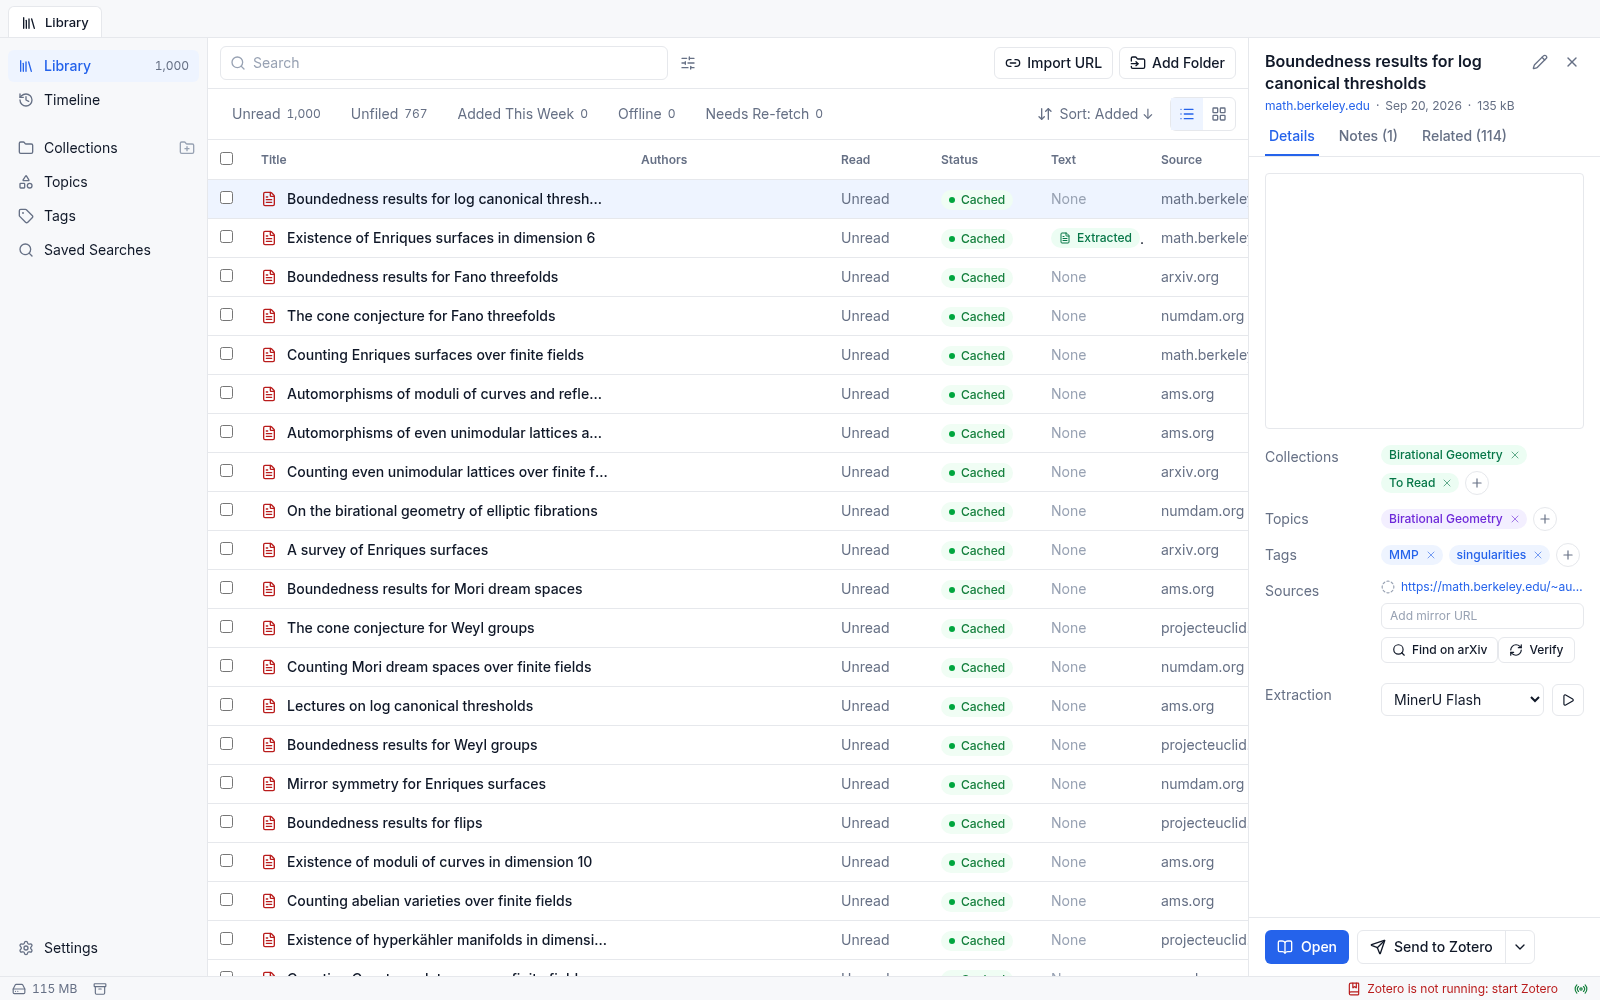 Library
Library 1,000
Timeline
Collections
Topics
Tags
Saved Searches
Settings
Search
Import URL
Add Folder
Unread 1,000
Unfiled 767
Added This Week 0
Offline 0
Needs Re-fetch 0
Sort: Added
Title Authors Read Status Text Source
Boundedness results for log canonical thresh... Unread Cached None math.berkeley
Existence of Enriques surfaces in dimension 6 Unread Cached Extracted math.berkeley
Boundedness results for Fano threefolds Unread Cached None arxiv.org
The cone conjecture for Fano threefolds Unread Cached None numdam.org
Counting Enriques surfaces over finite fields Unread Cached None math.berkeley
Automorphisms of moduli of curves and refle... Unread Cached None ams.org
Automorphisms of even unimodular lattices a... Unread Cached None ams.org
Counting even unimodular lattices over finite f... Unread Cached None arxiv.org
On the birational geometry of elliptic fibrations Unread Cached None numdam.org
A survey of Enriques surfaces Unread Cached None arxiv.org
Boundedness results for Mori dream spaces Unread Cached None ams.org
The cone conjecture for Weyl groups Unread Cached None projecteuclid
Counting Mori dream spaces over finite fields Unread Cached None numdam.org
Lectures on log canonical thresholds Unread Cached None ams.org
Boundedness results for Weyl groups Unread Cached None projecteuclid
Mirror symmetry for Enriques surfaces Unread Cached None numdam.org
Boundedness results for flips Unread Cached None projecteuclid
Existence of moduli of curves in dimension 10 Unread Cached None ams.org
Counting abelian varieties over finite fields Unread Cached None ams.org
Existence of hyperkähler manifolds in dimensi... Unread Cached None projecteuclid
Boundedness results for log
canonical thresholds
math.berkeley.edu · Sep 20, 2026 · 135 kB
Details Notes (1) Related (114)
Collections Birational Geometry
To Read
Topics Birational Geometry
Tags MMP singularities
Sources https://math.berkeley.edu/~au...
Add mirror URL
Find on arXiv Verify
Extraction MinerU Flash
Open Send to Zotero
115 MB
Zotero is not running: start Zotero